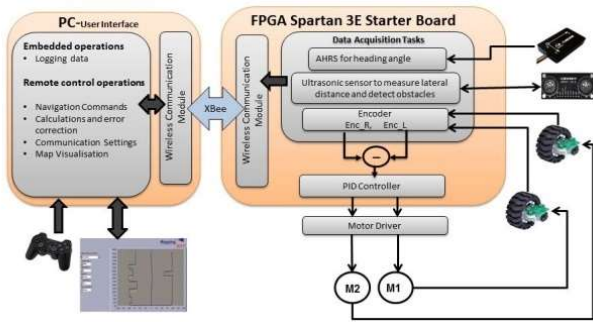 PC-User Interface
Embedded operations
• Logging data
Remote control operations
• Navigation Commands
• Calculations and error
correction
• Communication Settings
• Map Visualisation
Wireless Communication
Module
XBee
FPGA Spartan 3E Starter Board
Wireless Communication
Module
Data Acquisition Tasks
AHRS for heading angle
Ultrasonic sensor to measure lateral
distance and detect obstacles
Encoder
Enc_R, Enc_L
−
PID Controller
Motor Driver
M2
M1